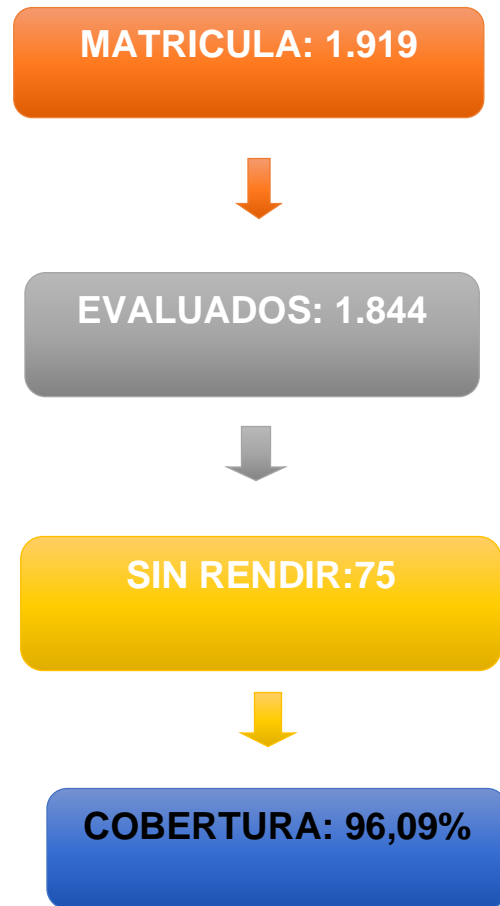 MATRICULA: 1.919
EVALUADOS: 1.844
SIN RENDIR:75
COBERTURA: 96,09%